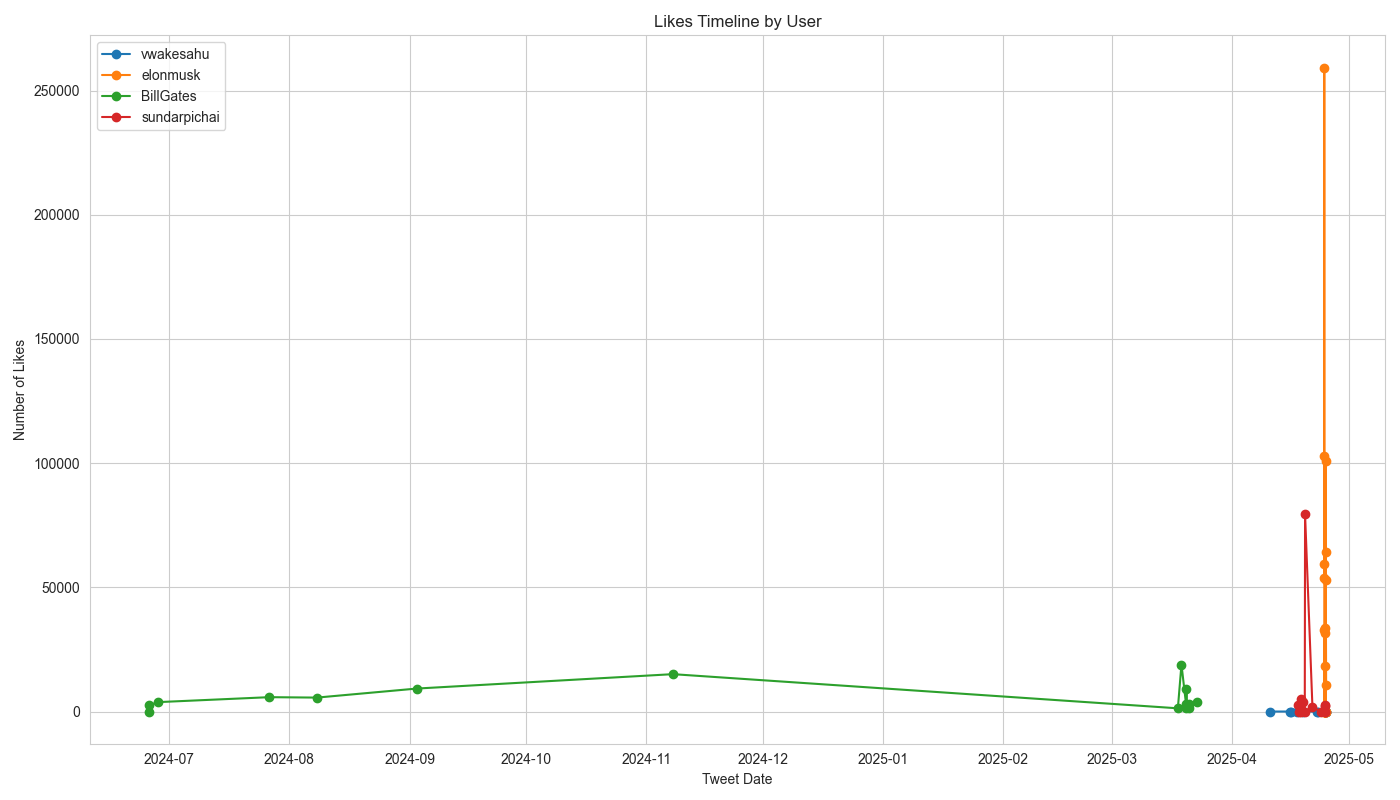 Likes Timeline by User
vwakesahu
elonmusk
BillGates
sundarpichai
Number of Likes
250000
200000
150000
100000
50000
0
2024-07 2024-08 2024-09 2024-10 2024-11 2024-12 2025-01 2025-02 2025-03 2025-04 2025-05
Tweet Date